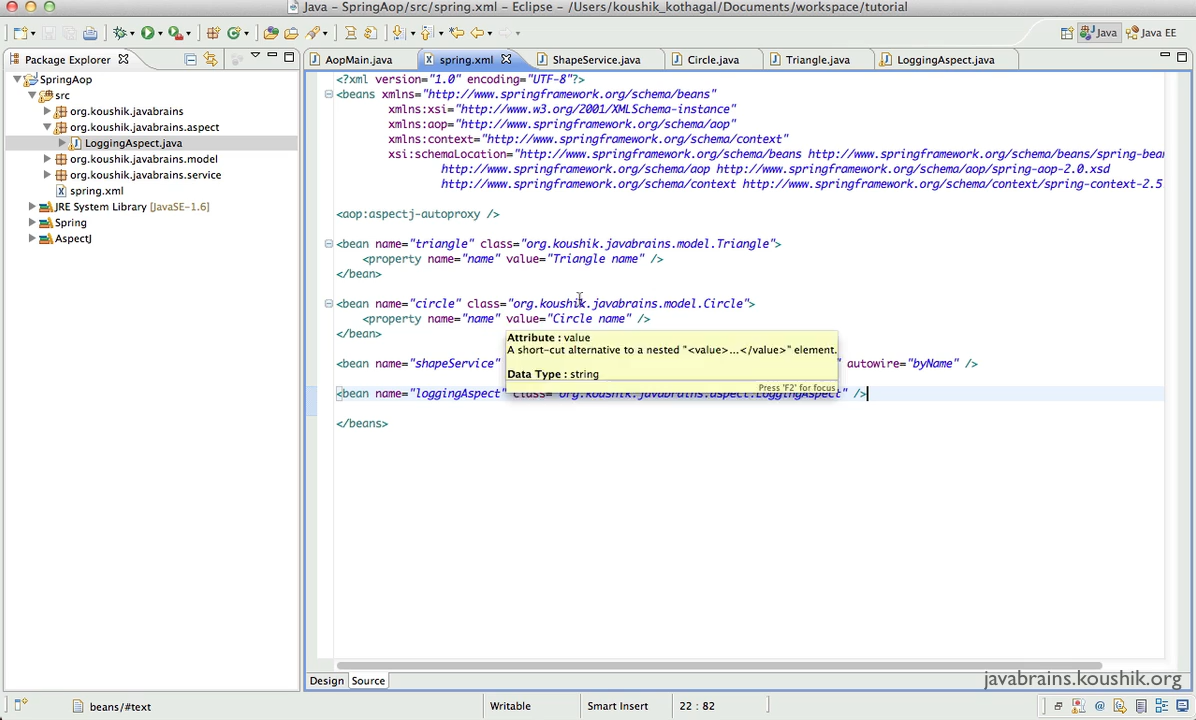 Java – SpringAop/src/spring.xml – Eclipse – /Users/koushik_kothagal/Documents/workspace/tutorial
Java
Java EE
Package Explorer
AopMain.java
spring.xml
ShapeService.java
Circle.java
Triangle.java
LoggingAspect.java
SpringAop
src
org.koushik.javabrains
org.koushik.javabrains.aspect
LoggingAspect.java
org.koushik.javabrains.model
org.koushik.javabrains.service
spring.xml
JRE System Library [JavaSE-1.6]
Spring
AspectJ
<?xml version="1.0" encoding="UTF-8"?>
<beans xmlns="http://www.springframework.org/schema/beans"
xmlns:xsi="http://www.w3.org/2001/XMLSchema-instance"
xmlns:aop="http://www.springframework.org/schema/aop"
xmlns:context="http://www.springframework.org/schema/context"
xsi:schemaLocation="http://www.springframework.org/schema/beans http://www.springframework.org/schema/beans/spring-bea
http://www.springframework.org/schema/aop http://www.springframework.org/schema/aop/spring-aop-2.0.xsd
http://www.springframework.org/schema/context http://www.springframework.org/schema/context/spring-context-2.5
<aop:aspectj-autoproxy />
<bean name="triangle" class="org.koushik.javabrains.model.Triangle">
<property name="name" value="Triangle name" />
</bean>
<bean name="circle" class="org.koushik.javabrains.model.Circle">
<property name="name" value="Circle name" />
</bean>
Attribute : value
A short-cut alternative to a nested "<value>...</value>" element.
Data Type : string
Press 'F2' for focus
<bean name="shapeService" " autowire="byName" />
<bean name="loggingAspect" class="org.koushik.javabrains.aspect.LoggingAspect" />
</beans>
Design
Source
javabrains.koushik.org
beans/#text
Writable
Smart Insert
22 : 82